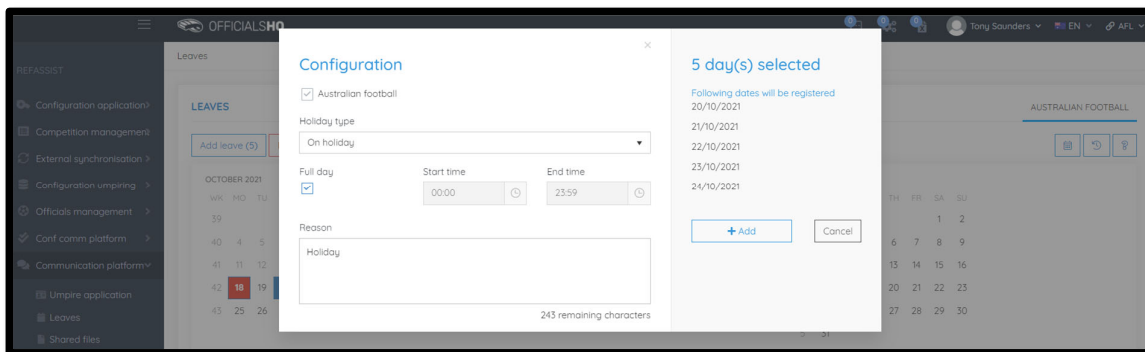 OFFICIALSHQ
0 0 0 Tony Saunders EN AFL
REFASSIST
Configuration application
Competition management
External synchronisation
Configuration umpiring
Officials management
Conf comm platform
Communication platform
Umpire application
Leaves
Shared files
Leaves
LEAVES
AUSTRALIAN FOOTBALL
Add leave (5)
OCTOBER 2021
WK MO TU
39
40 4 5
41 11 12
42 18 19
43 25 26
Configuration
Australian football
Holiday type
On holiday
Full day Start time End time
00:00 23:59
Reason
Holiday
243 remaining characters
5 day(s) selected
Following dates will be registered
20/10/2021
21/10/2021
22/10/2021
23/10/2021
24/10/2021
+ Add Cancel
TH FR SA SU
1 2
6 7 8 9
13 14 15 16
20 21 22 23
27 28 29 30
31